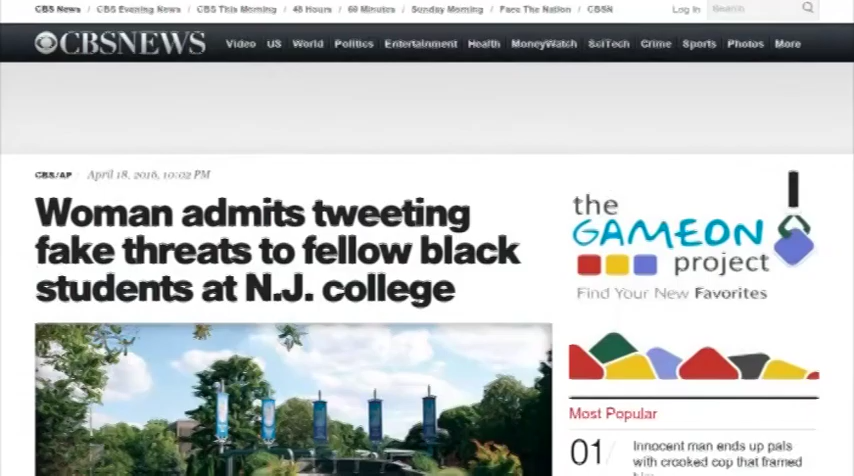 CBS News / CBS Evening News / CBS This Morning / 48 Hours / 60 Minutes / Sunday Morning / Face The Nation / CBSN Log In Search
CBSNEWS Video US World Politics Entertainment Health MoneyWatch SciTech Crime Sports Photos More
CBS/AP April 18, 2016, 10:02 PM
Woman admits tweeting
fake threats to fellow black
students at N.J. college
the
GAMEON
project
Find Your New Favorites
Most Popular
01 / Innocent man ends up pals
with crooked cop that framed
him